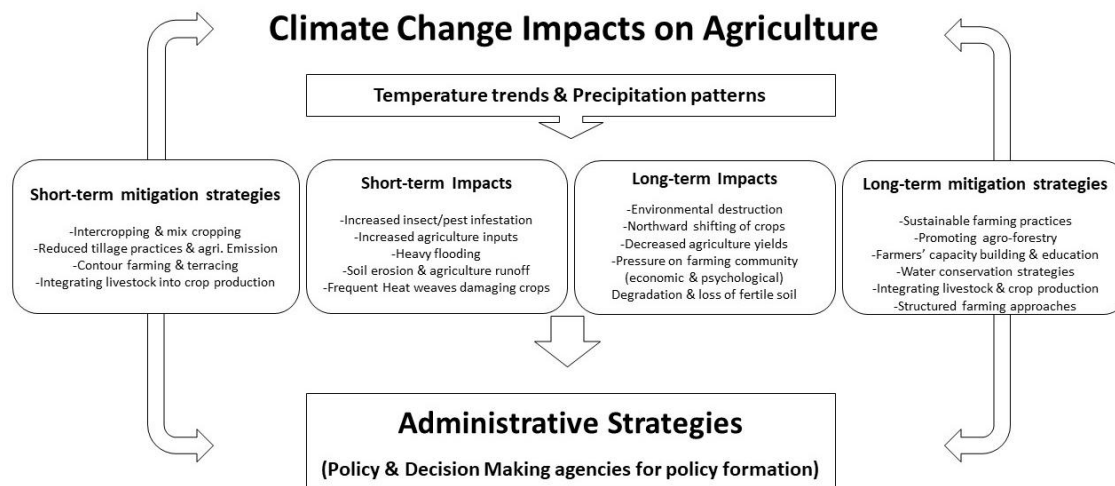 Climate Change Impacts on Agriculture
Temperature trends & Precipitation patterns
Short-term mitigation strategies
-Intercropping & mix cropping
-Reduced tillage practices & agri. Emission
-Contour farming & terracing
-Integrating livestock into crop production
Short-term Impacts
-Increased insect/pest infestation
-Increased agriculture inputs
-Heavy flooding
-Soil erosion & agriculture runoff
-Frequent Heat weaves damaging crops
Long-term Impacts
-Environmental destruction
-Northward shifting of crops
-Decreased agriculture yields
-Pressure on farming community
(economic & psychological)
Degradation & loss of fertile soil
Long-term mitigation strategies
-Sustainable farming practices
-Promoting agro-forestry
-Farmers’ capacity building & education
-Water conservation strategies
-Integrating livestock & crop production
-Structured farming approaches
Administrative Strategies
(Policy & Decision Making agencies for policy formation)